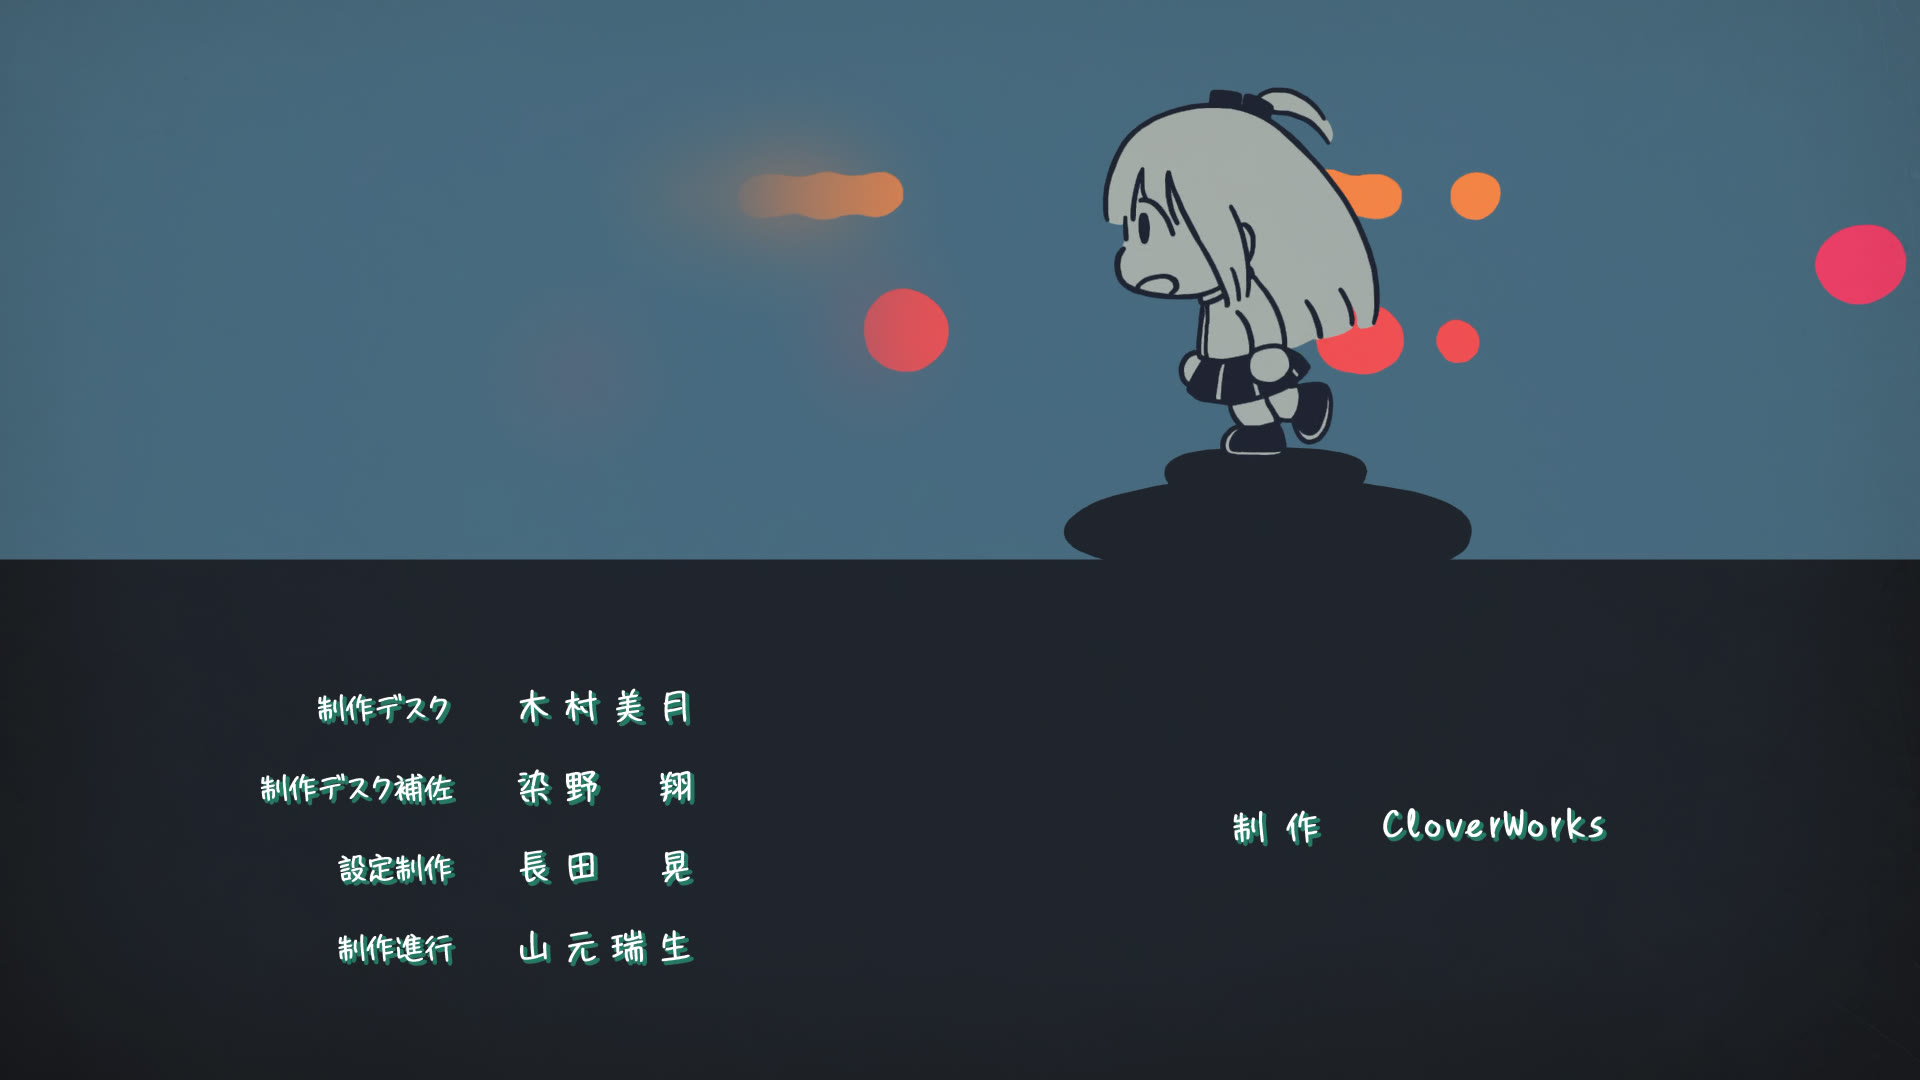 制作デスク 木村美月
制作デスク補佐 染野 翔
設定制作 長田 晃
制作進行 山元瑞生
制作 CloverWorks